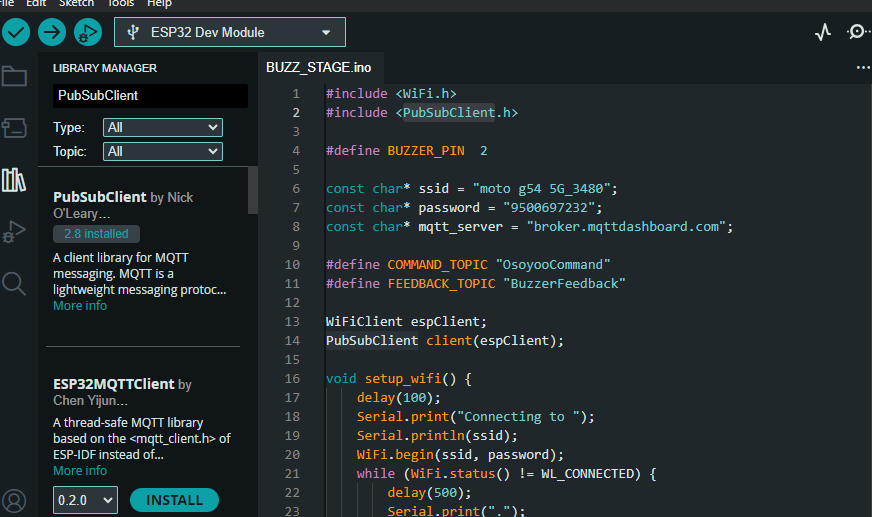 File Edit Sketch Tools Help
ESP32 Dev Module
LIBRARY MANAGER
PubSubClient
Type: All
Topic: All
PubSubClient by Nick
O'Leary...
2.8 installed
A client library for MQTT
messaging. MQTT is a
lightweight messaging protoc...
More info
ESP32MQTTClient by
Chen Yijun...
A thread-safe MQTT library
based on the <mqtt_client.h> of
ESP-IDF instead of...
More info
0.2.0 INSTALL
BUZZ_STAGE.ino
1 #include <WiFi.h>
2 #include <PubSubClient.h>
3
4 #define BUZZER_PIN  2
5
6 const char* ssid = "moto g54 5G_3480";
7 const char* password = "9500697232";
8 const char* mqtt_server = "broker.mqttdashboard.com";
9
10 #define COMMAND_TOPIC "OsoyooCommand"
11 #define FEEDBACK_TOPIC "BuzzerFeedback"
12
13 WiFiClient espClient;
14 PubSubClient client(espClient);
15
16 void setup_wifi() {
17     delay(100);
18     Serial.print("Connecting to ");
19     Serial.println(ssid);
20     WiFi.begin(ssid, password);
21     while (WiFi.status() != WL_CONNECTED) {
22         delay(500);
23         Serial.print(".");